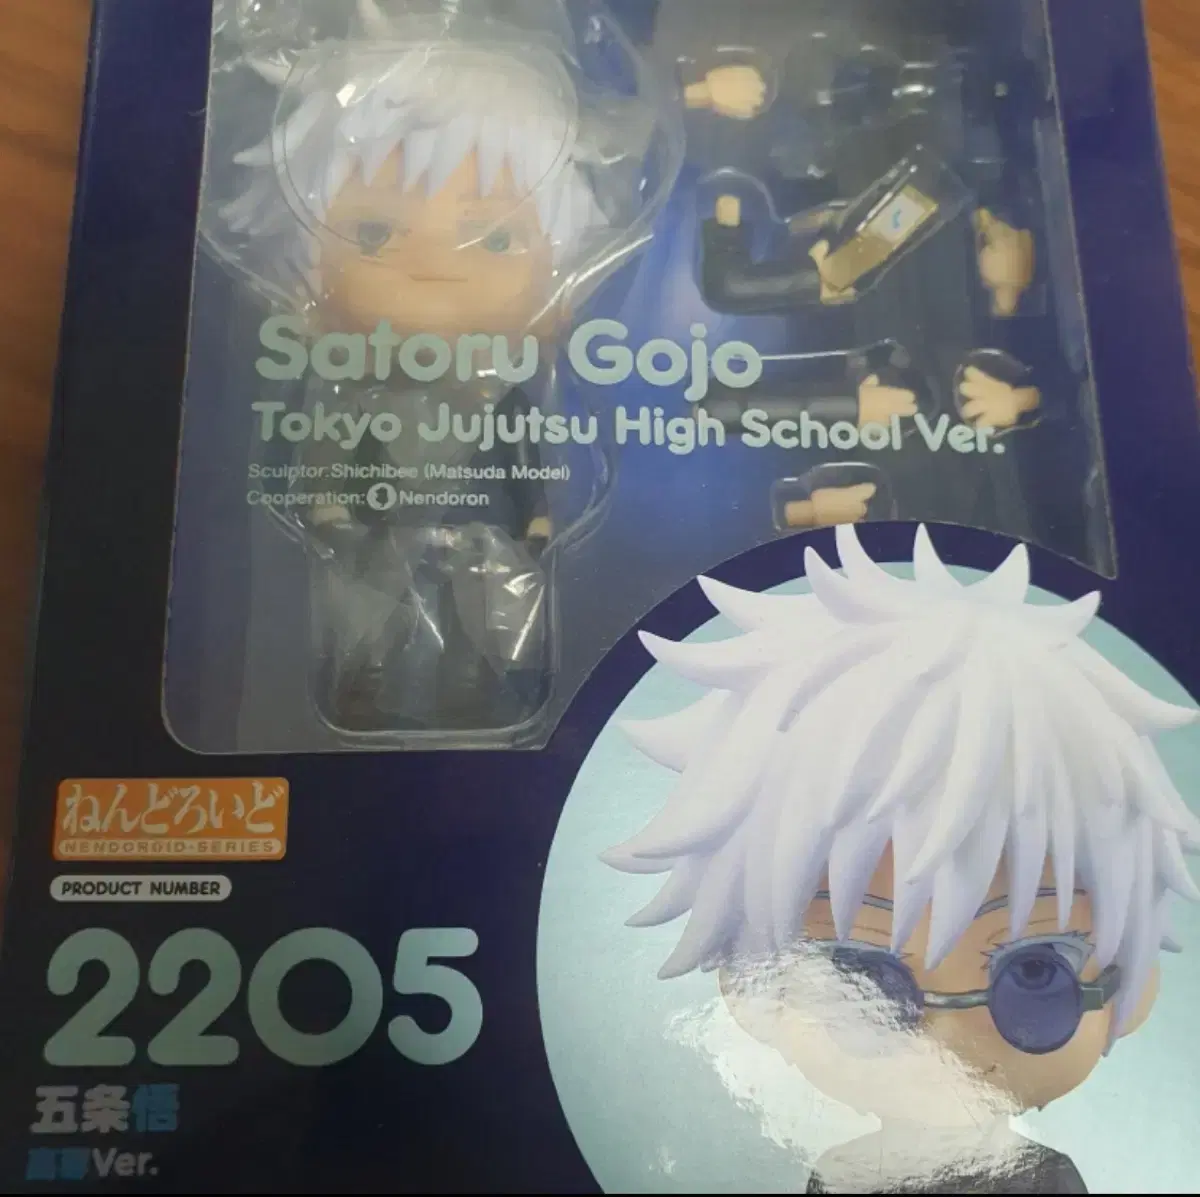 Satoru Gojo
Tokyo Jujutsu High School Ver.
Sculptor:Shichibee (Matsuda Model)
Cooperation: Nendoron
ねんどろいど
NENDOROID·SERIES
PRODUCT NUMBER
2205
五条悟
Ver.